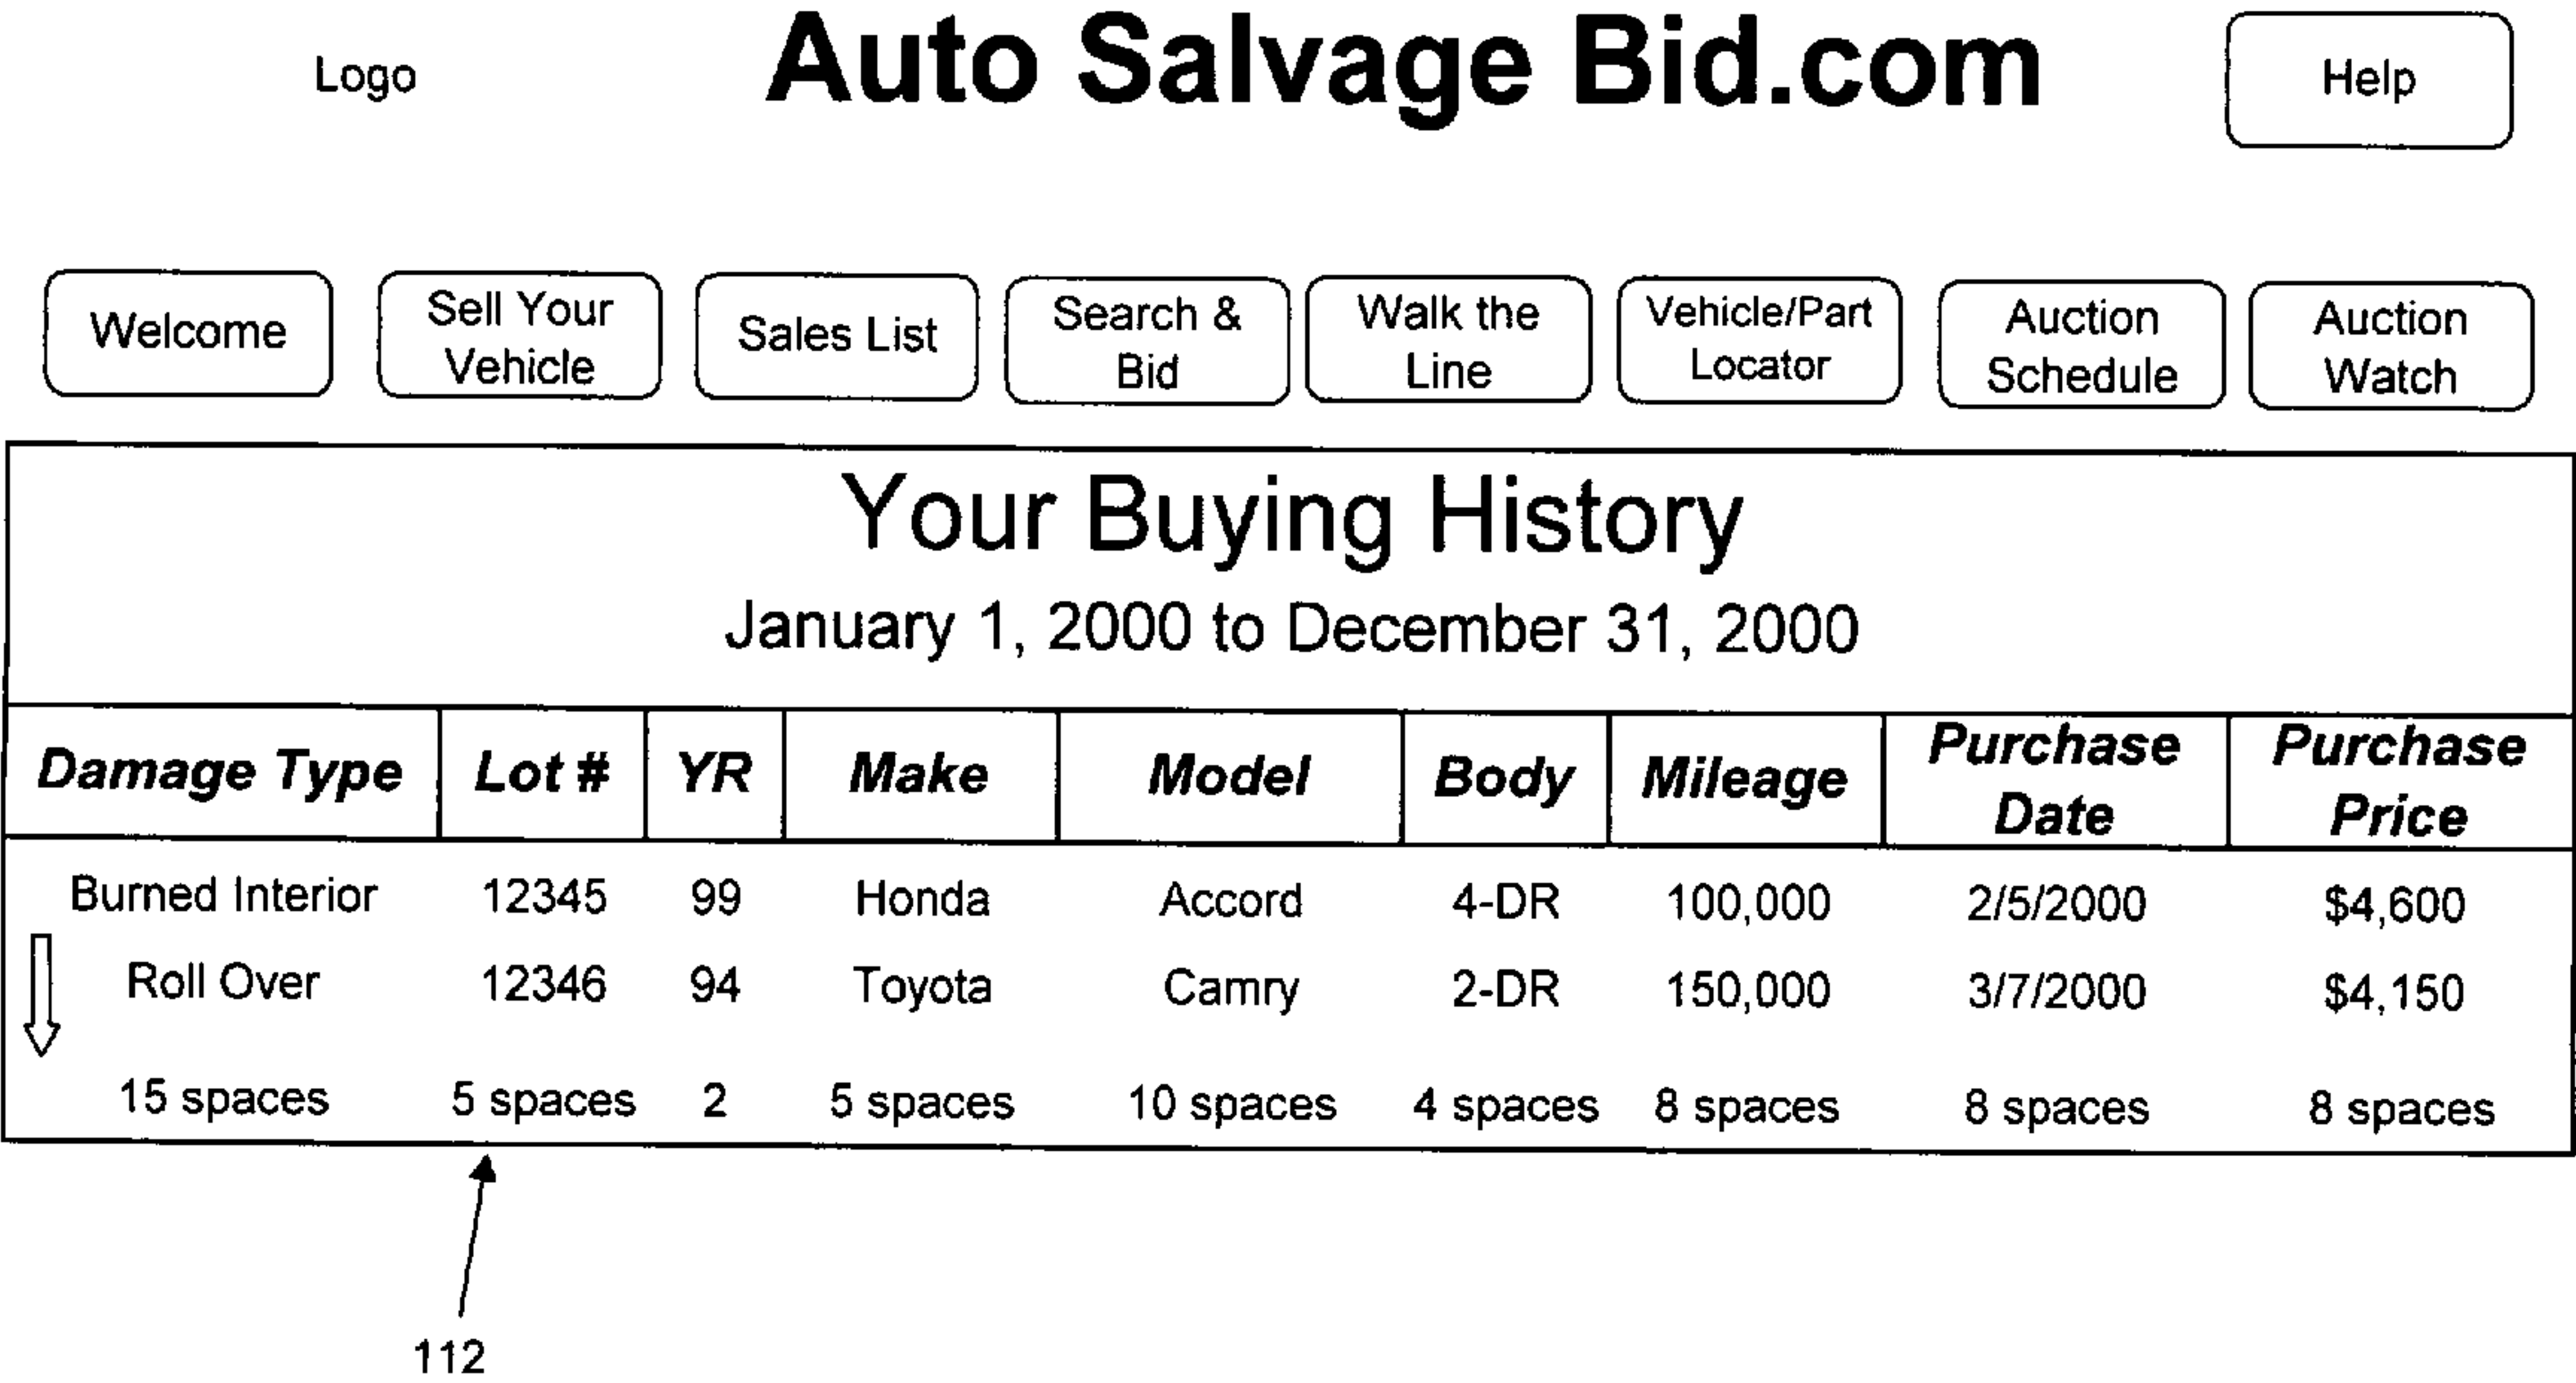 Logo
Auto Salvage Bid.com
Help
Welcome
Sell Your
Vehicle
Sales List
Search &
Bid
Walk the
Line
Vehicle/Part
Locator
Auction
Schedule
Auction
Watch
Your Buying History
January 1, 2000 to December 31, 2000
Damage Type Lot # YR Make Model Body Mileage Purchase Date Purchase Price
Burned Interior 12345 99 Honda Accord 4-DR 100,000 2/5/2000 $4,600
Roll Over 12346 94 Toyota Camry 2-DR 150,000 3/7/2000 $4,150
15 spaces 5 spaces 2 5 spaces 10 spaces 4 spaces 8 spaces 8 spaces 8 spaces
112